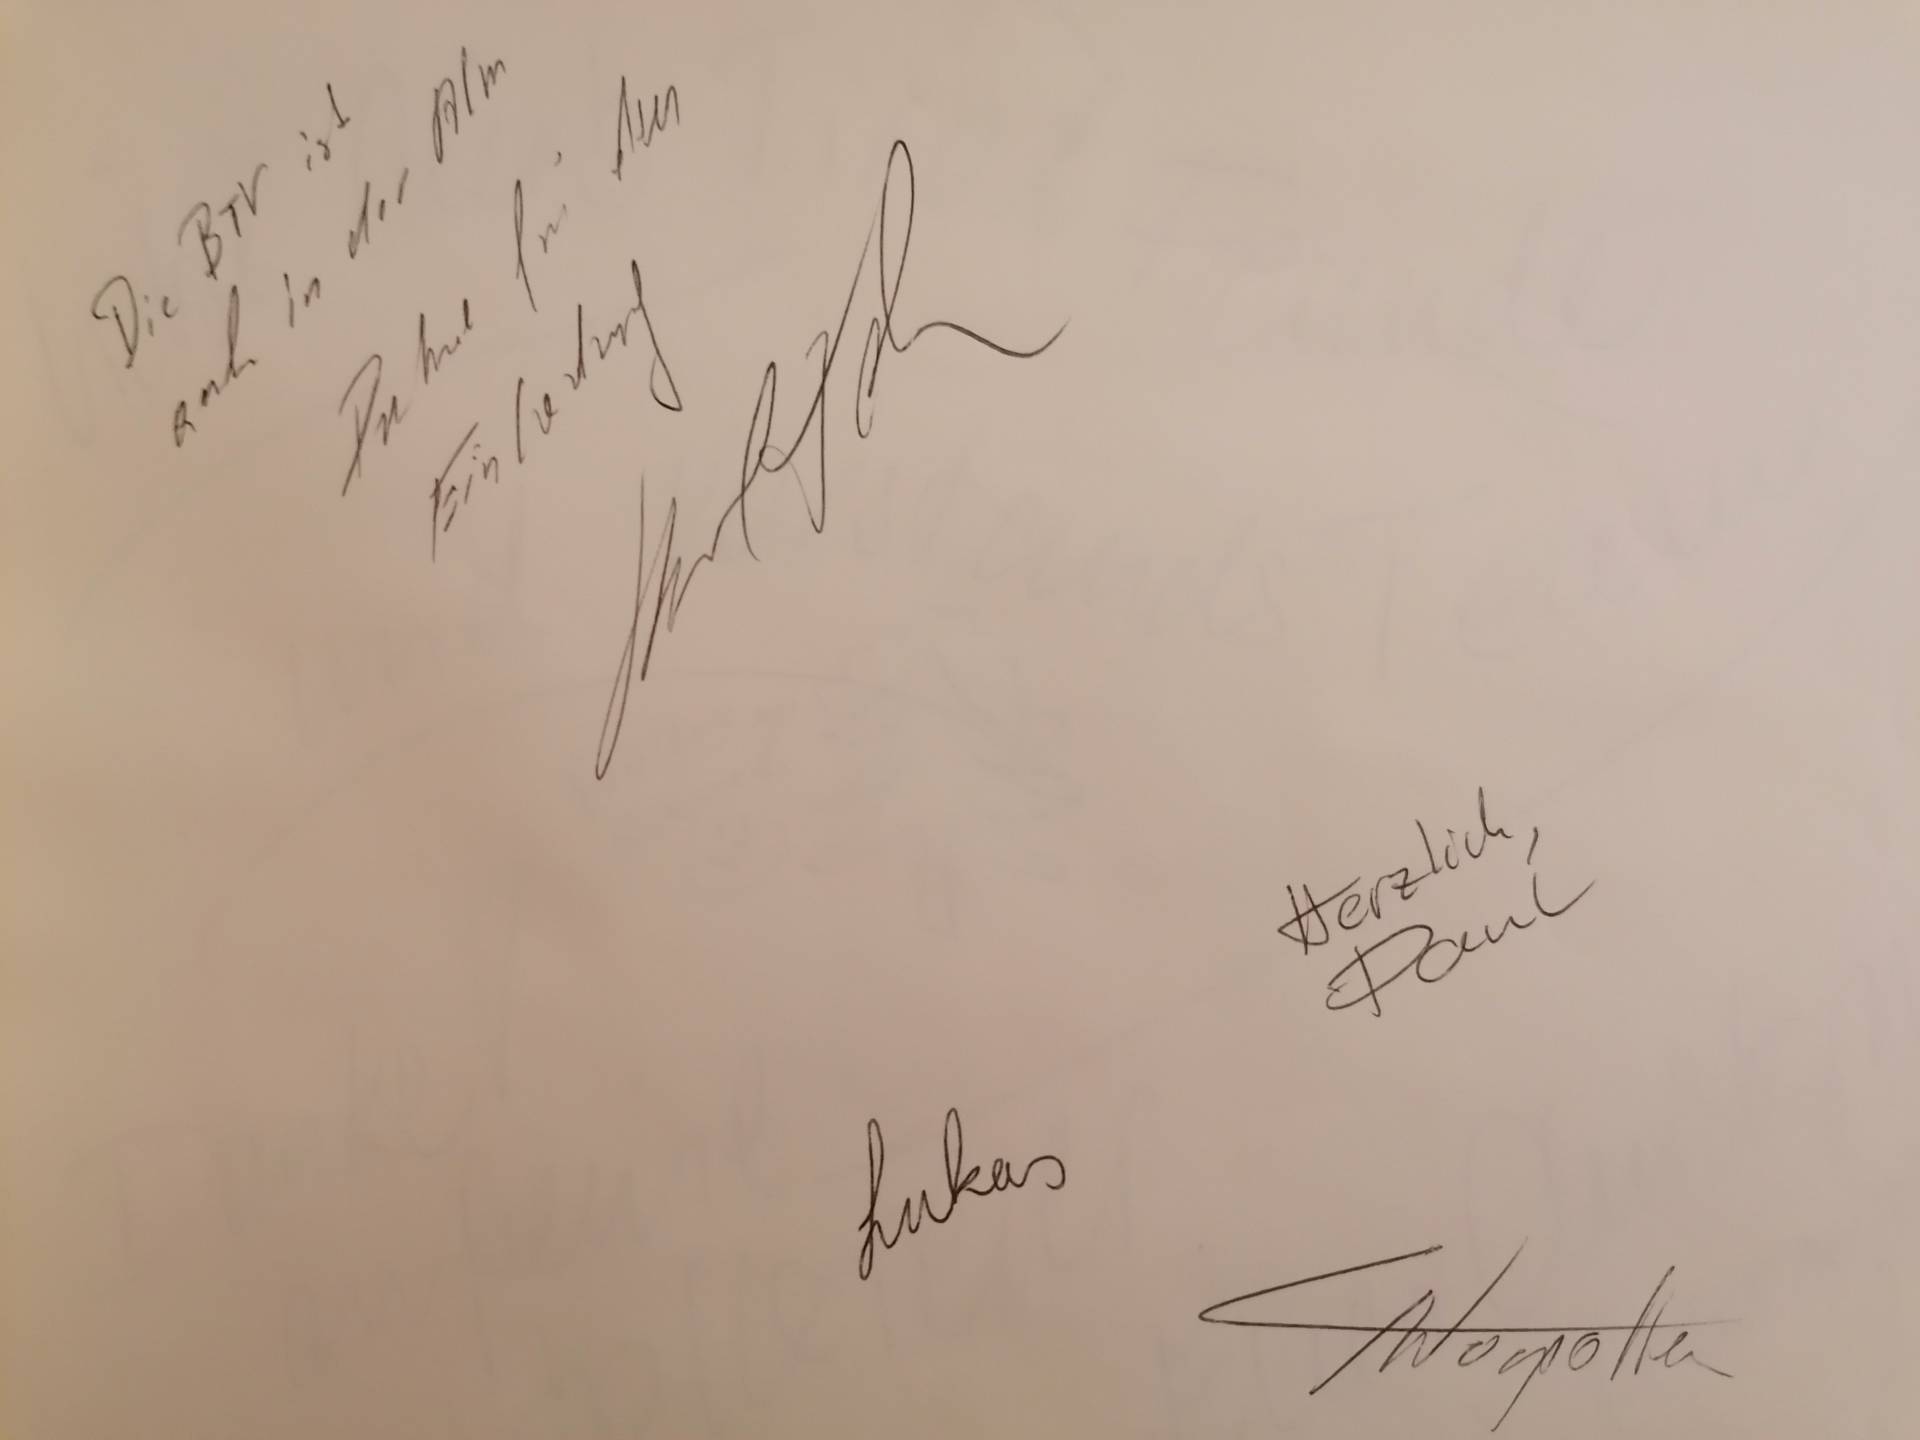 Die BTV ist
auch in der Alm
Danke für den
Einladung
Herzlich,
Paul
Lukas